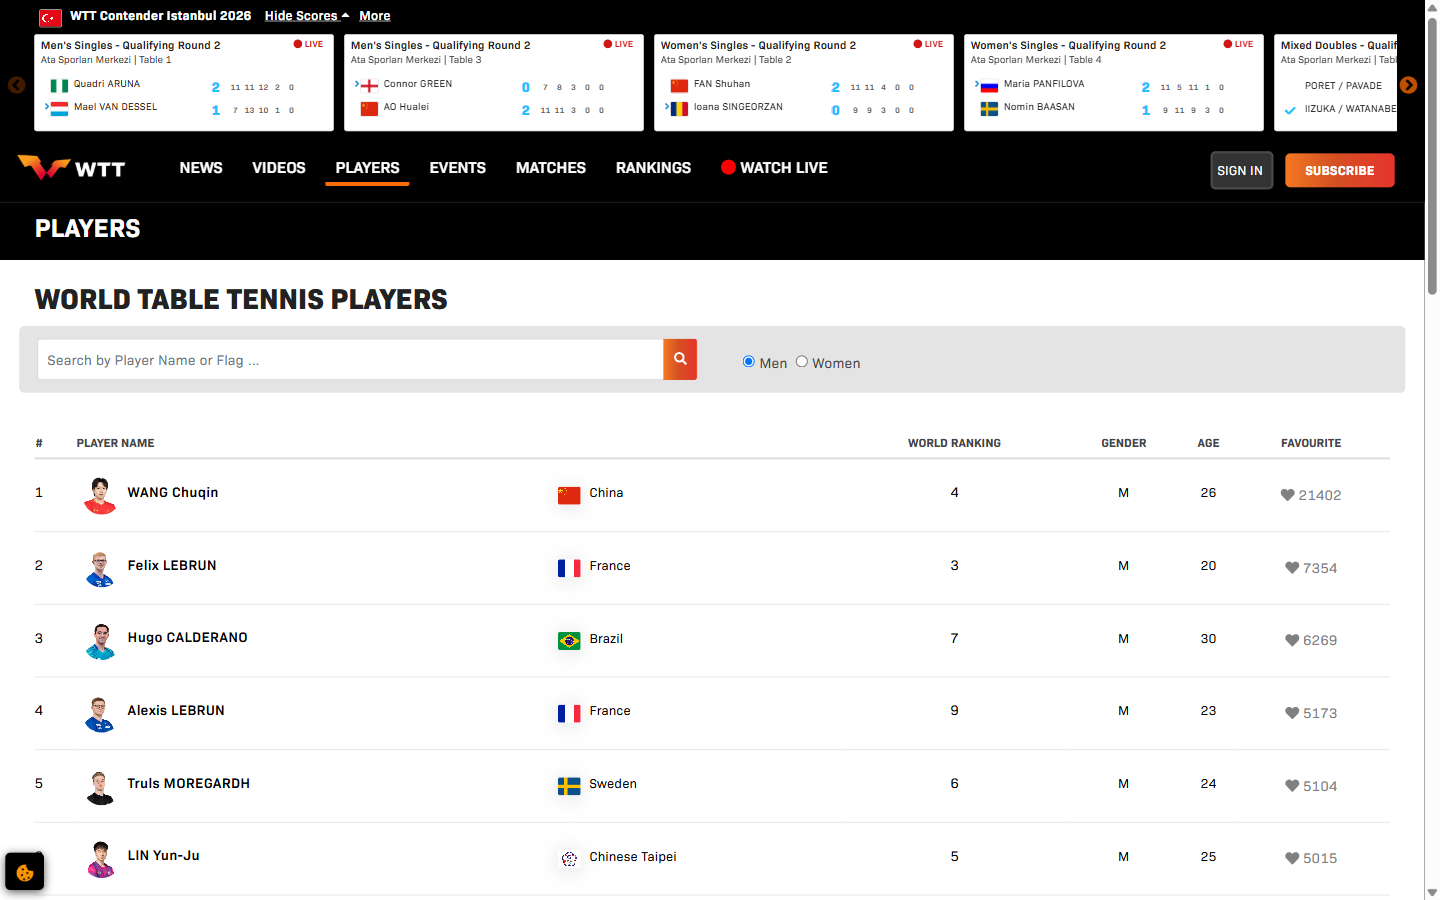 WTT Contender Istanbul 2026 Hide Scores More
Men's Singles - Qualifying Round 2 LIVE
Ata Sporları Merkezi | Table 1
Quadri ARUNA 2 11 11 12 2 0
Mael VAN DESSEL 1 7 13 10 1 0
Men's Singles - Qualifying Round 2 LIVE
Ata Sporları Merkezi | Table 3
Connor GREEN 0 7 8 3 0 0
AO Hualei 2 11 11 3 0 0
Women's Singles - Qualifying Round 2 LIVE
Ata Sporları Merkezi | Table 2
FAN Shuhan 2 11 11 4 0 0
Ioana SINGEORZAN 0 9 9 3 0 0
Women's Singles - Qualifying Round 2 LIVE
Ata Sporları Merkezi | Table 4
Maria PANFILOVA 2 11 5 11 1 0
Nomin BAASAN 1 9 11 9 3 0
Mixed Doubles - Qualif
Ata Sporları Merkezi | Tabl
PORET / PAVADE
IIZUKA / WATANABE
WTT NEWS VIDEOS PLAYERS EVENTS MATCHES RANKINGS WATCH LIVE SIGN IN SUBSCRIBE
PLAYERS
WORLD TABLE TENNIS PLAYERS
Search by Player Name or Flag ... Men Women
# PLAYER NAME WORLD RANKING GENDER AGE FAVOURITE
1 WANG Chuqin China 4 M 26 21402
2 Felix LEBRUN France 3 M 20 7354
3 Hugo CALDERANO Brazil 7 M 30 6269
4 Alexis LEBRUN France 9 M 23 5173
5 Truls MOREGARDH Sweden 6 M 24 5104
LIN Yun-Ju Chinese Taipei 5 M 25 5015